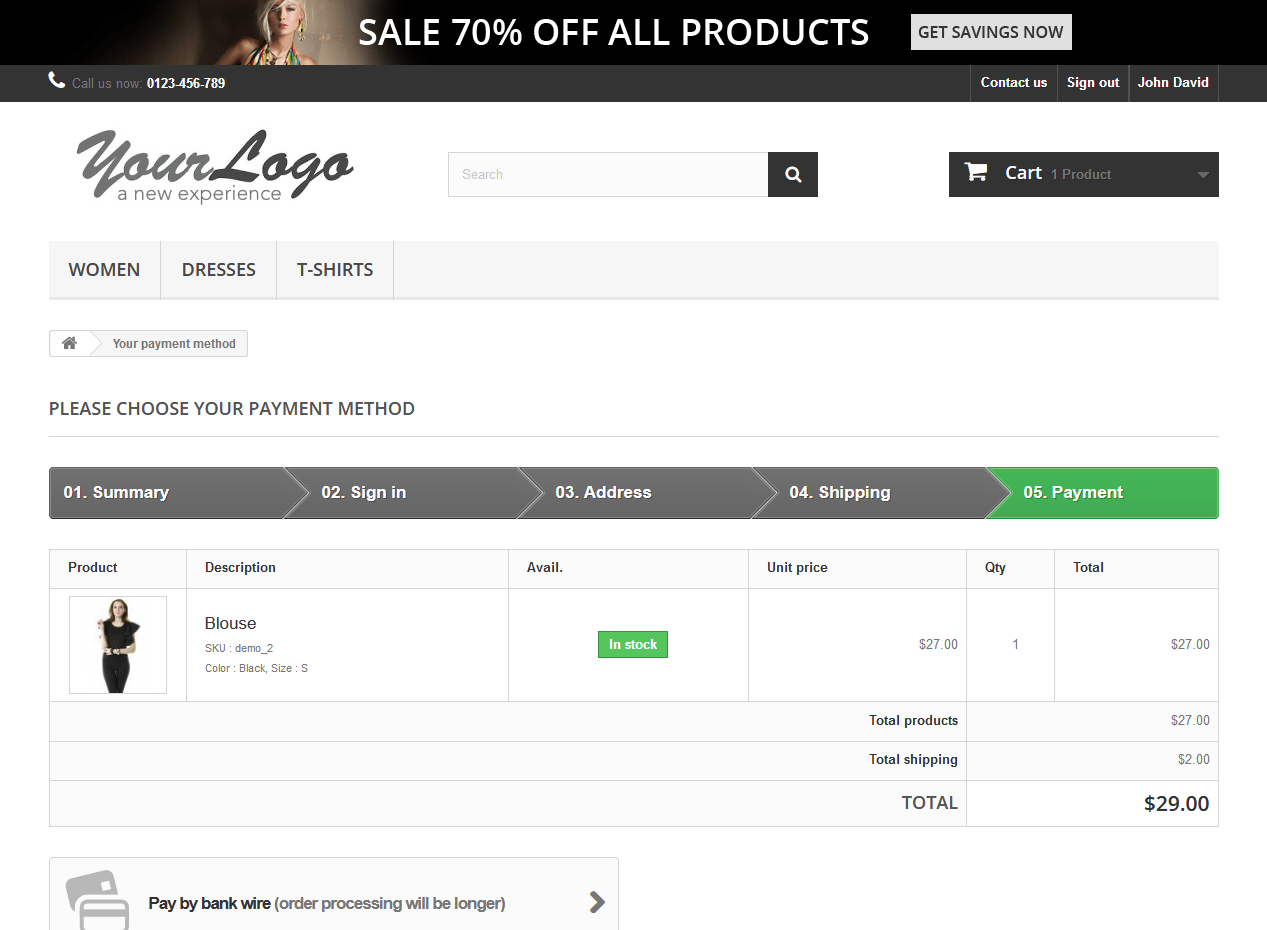 SALE 70% OFF ALL PRODUCTS GET SAVINGS NOW
Call us now: 0123-456-789 Contact us Sign out John David
YourLogo
a new experience
Search
Cart 1 Product
WOMEN DRESSES T-SHIRTS
Your payment method
PLEASE CHOOSE YOUR PAYMENT METHOD
01. Summary 02. Sign in 03. Address 04. Shipping 05. Payment
Product Description Avail. Unit price Qty Total
Blouse
SKU : demo_2
Color : Black, Size : S
In stock $27.00 1 $27.00
Total products $27.00
Total shipping $2.00
TOTAL $29.00
Pay by bank wire (order processing will be longer)